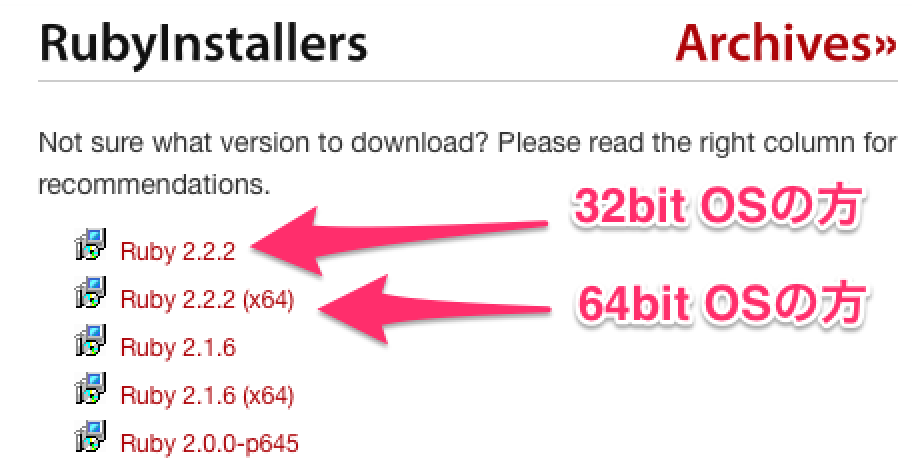 RubyInstallers Archives»
Not sure what version to download? Please read the right column for
recommendations.
32bit OSの方
Ruby 2.2.2
Ruby 2.2.2 (x64)
64bit OSの方
Ruby 2.1.6
Ruby 2.1.6 (x64)
Ruby 2.0.0-p645